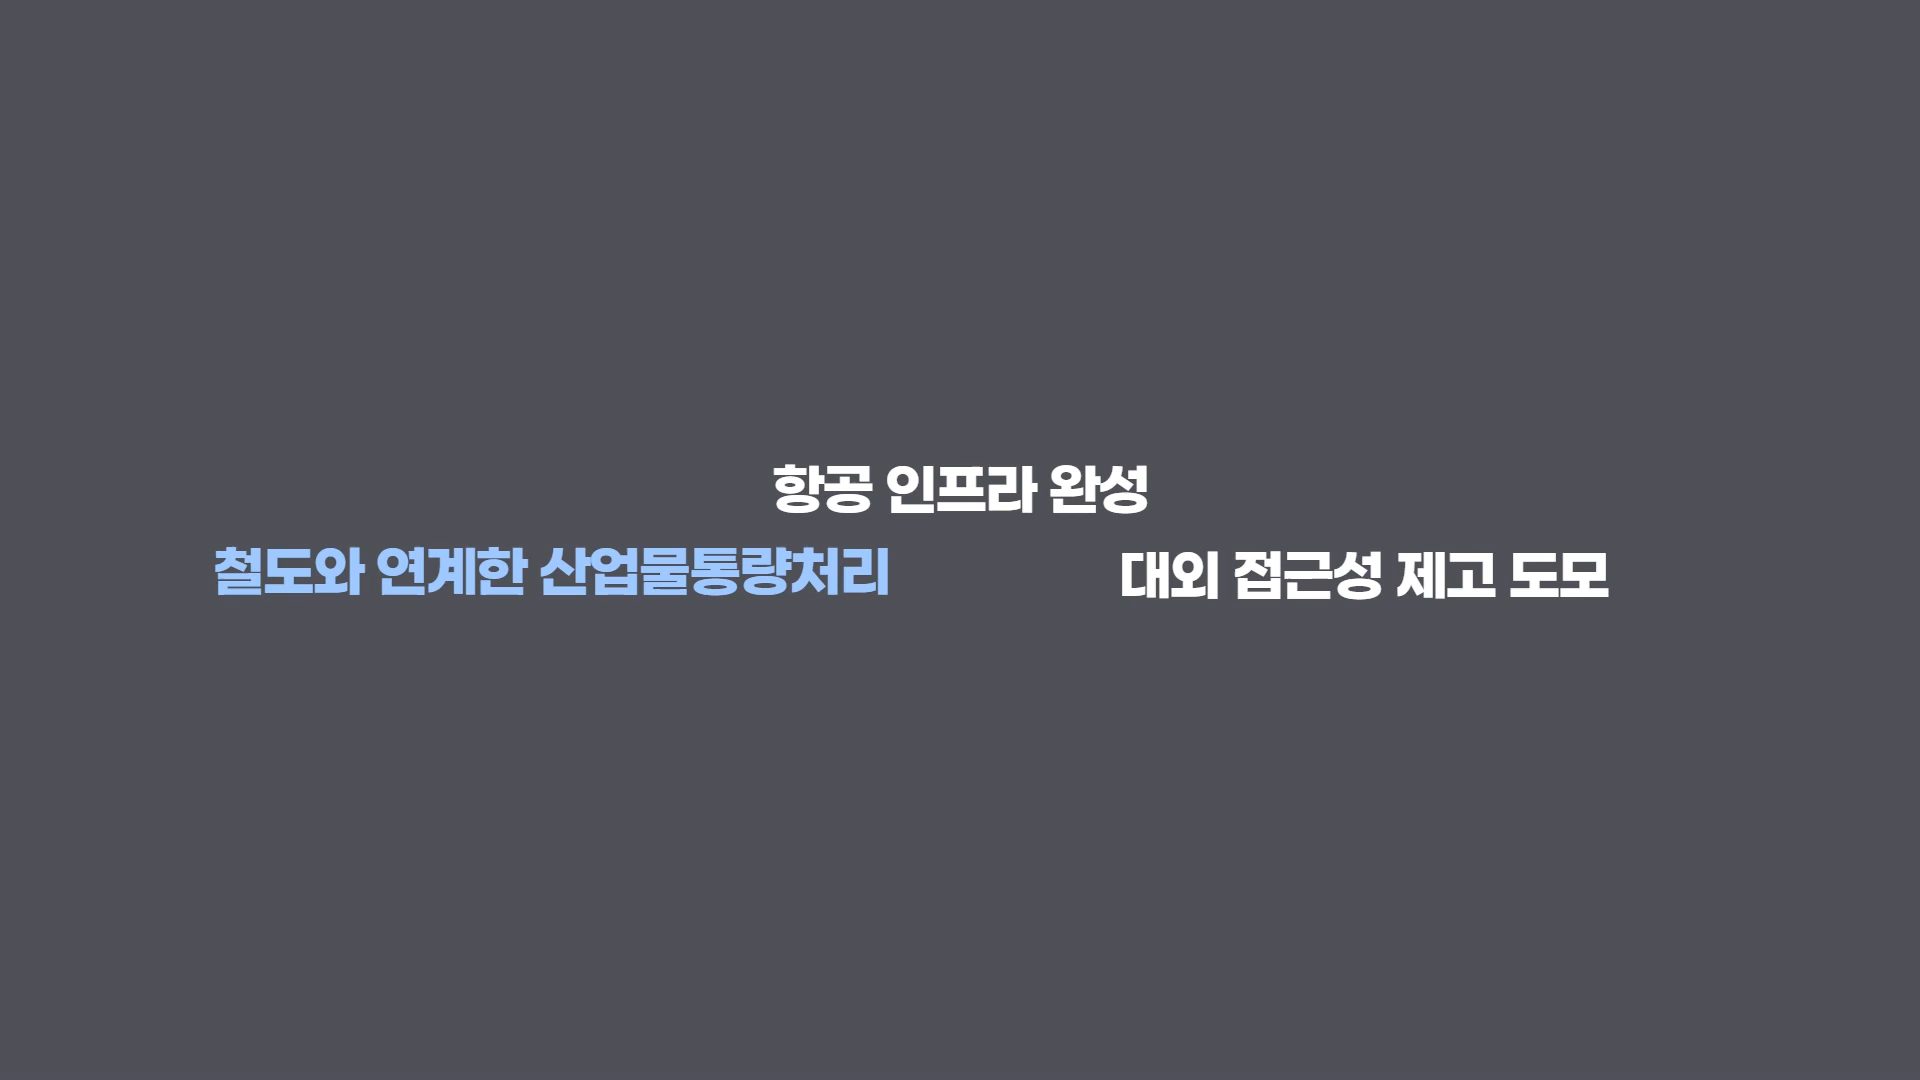 항공 인프라 완성
철도와 연계한 산업물통량처리
대외 접근성 제고 도모